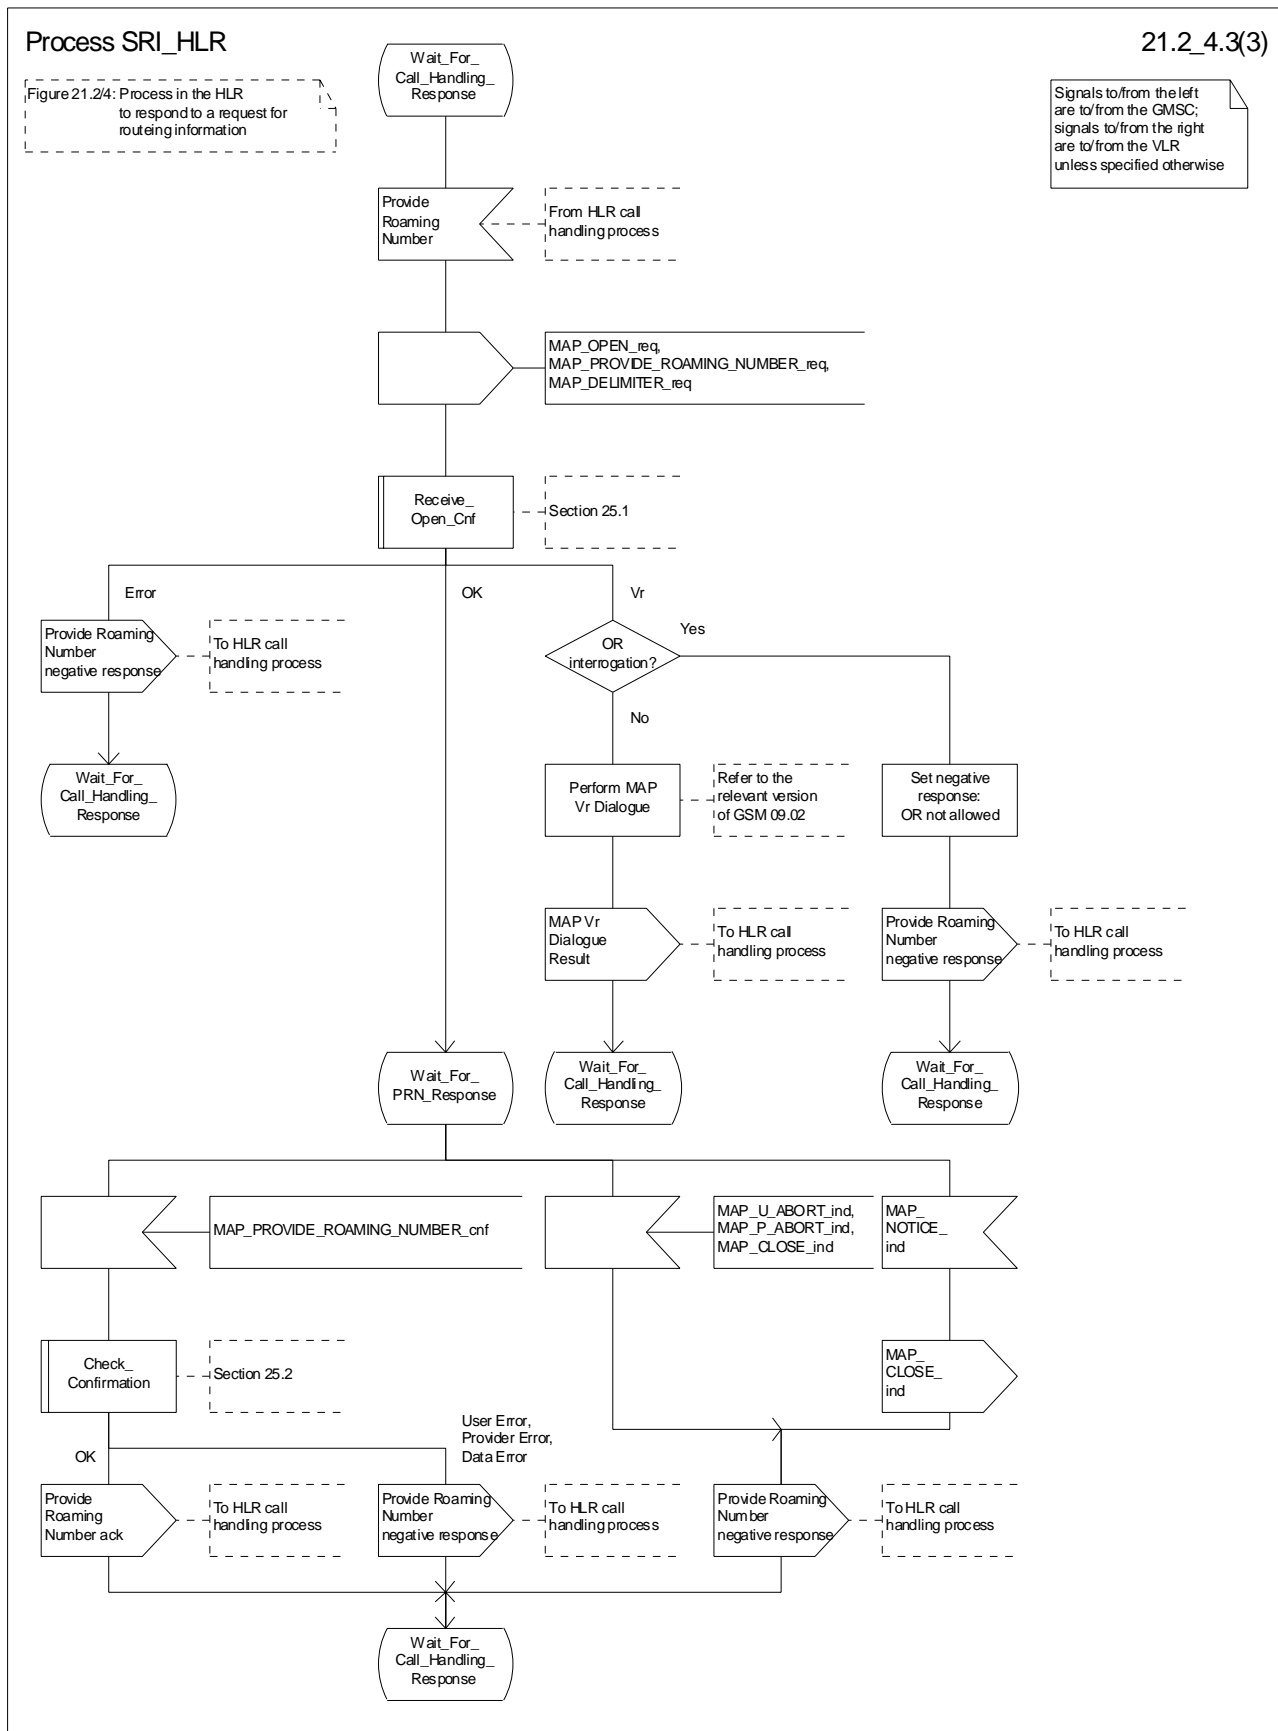 Process SRI_HLR
21.2_4.3(3)
Figure 21.2/4: Process in the HLR
to respond to a request for
routeing information
Wait_For_
Call_Handling_
Response
Signals to/from the left
are to/from the GMSC;
signals to/from the right
are to/from the VLR
unless specified otherwise
Provide
Roaming
Number
From HLR call
handling process
MAP_OPEN_req,
MAP_PROVIDE_ROAMING_NUMBER_req,
MAP_DELIMITER_req
Receive_
Open_Cnf
Section 25.1
Error
OK
Vr
Provide Roaming
Number
negative response
To HLR call
handling process
OR
interrogation?
Yes
No
Wait_For_
Call_Handling_
Response
Perform MAP
Vr Dialogue
Refer to the
relevant version
of GSM 09.02
Set negative
response:
OR not allowed
MAP Vr
Dialogue
Result
To HLR call
handling process
Provide Roaming
Number
negative response
To HLR call
handling process
Wait_For_
PRN_Response
Wait_For_
Call_Handling_
Response
Wait_For_
Call_Handling_
Response
MAP_PROVIDE_ROAMING_NUMBER_cnf
MAP_U_ABORT_ind,
MAP_P_ABORT_ind,
MAP_CLOSE_ind
MAP_
NOTICE_
ind
Check_
Confirmation
Section 25.2
MAP_
CLOSE_
ind
OK
User Error,
Provider Error,
Data Error
Provide
Roaming
Number ack
To HLR call
handling process
Provide Roaming
Number
negative response
To HLR call
handling process
Provide Roaming
Number
negative response
To HLR call
handling process
Wait_For_
Call_Handling_
Response